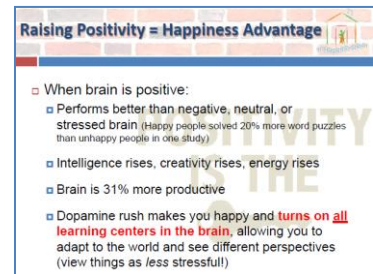 Raising Positivity = Happiness Advantage
When brain is positive:
Performs better than negative, neutral, or
stressed brain (Happy people solved 20% more word puzzles
than unhappy people in one study)
Intelligence rises, creativity rises, energy rises
Brain is 31% more productive
Dopamine rush makes you happy and turns on all
learning centers in the brain, allowing you to
adapt to the world and see different perspectives
(view things as less stressful!)
POSITIVITY
IS THE